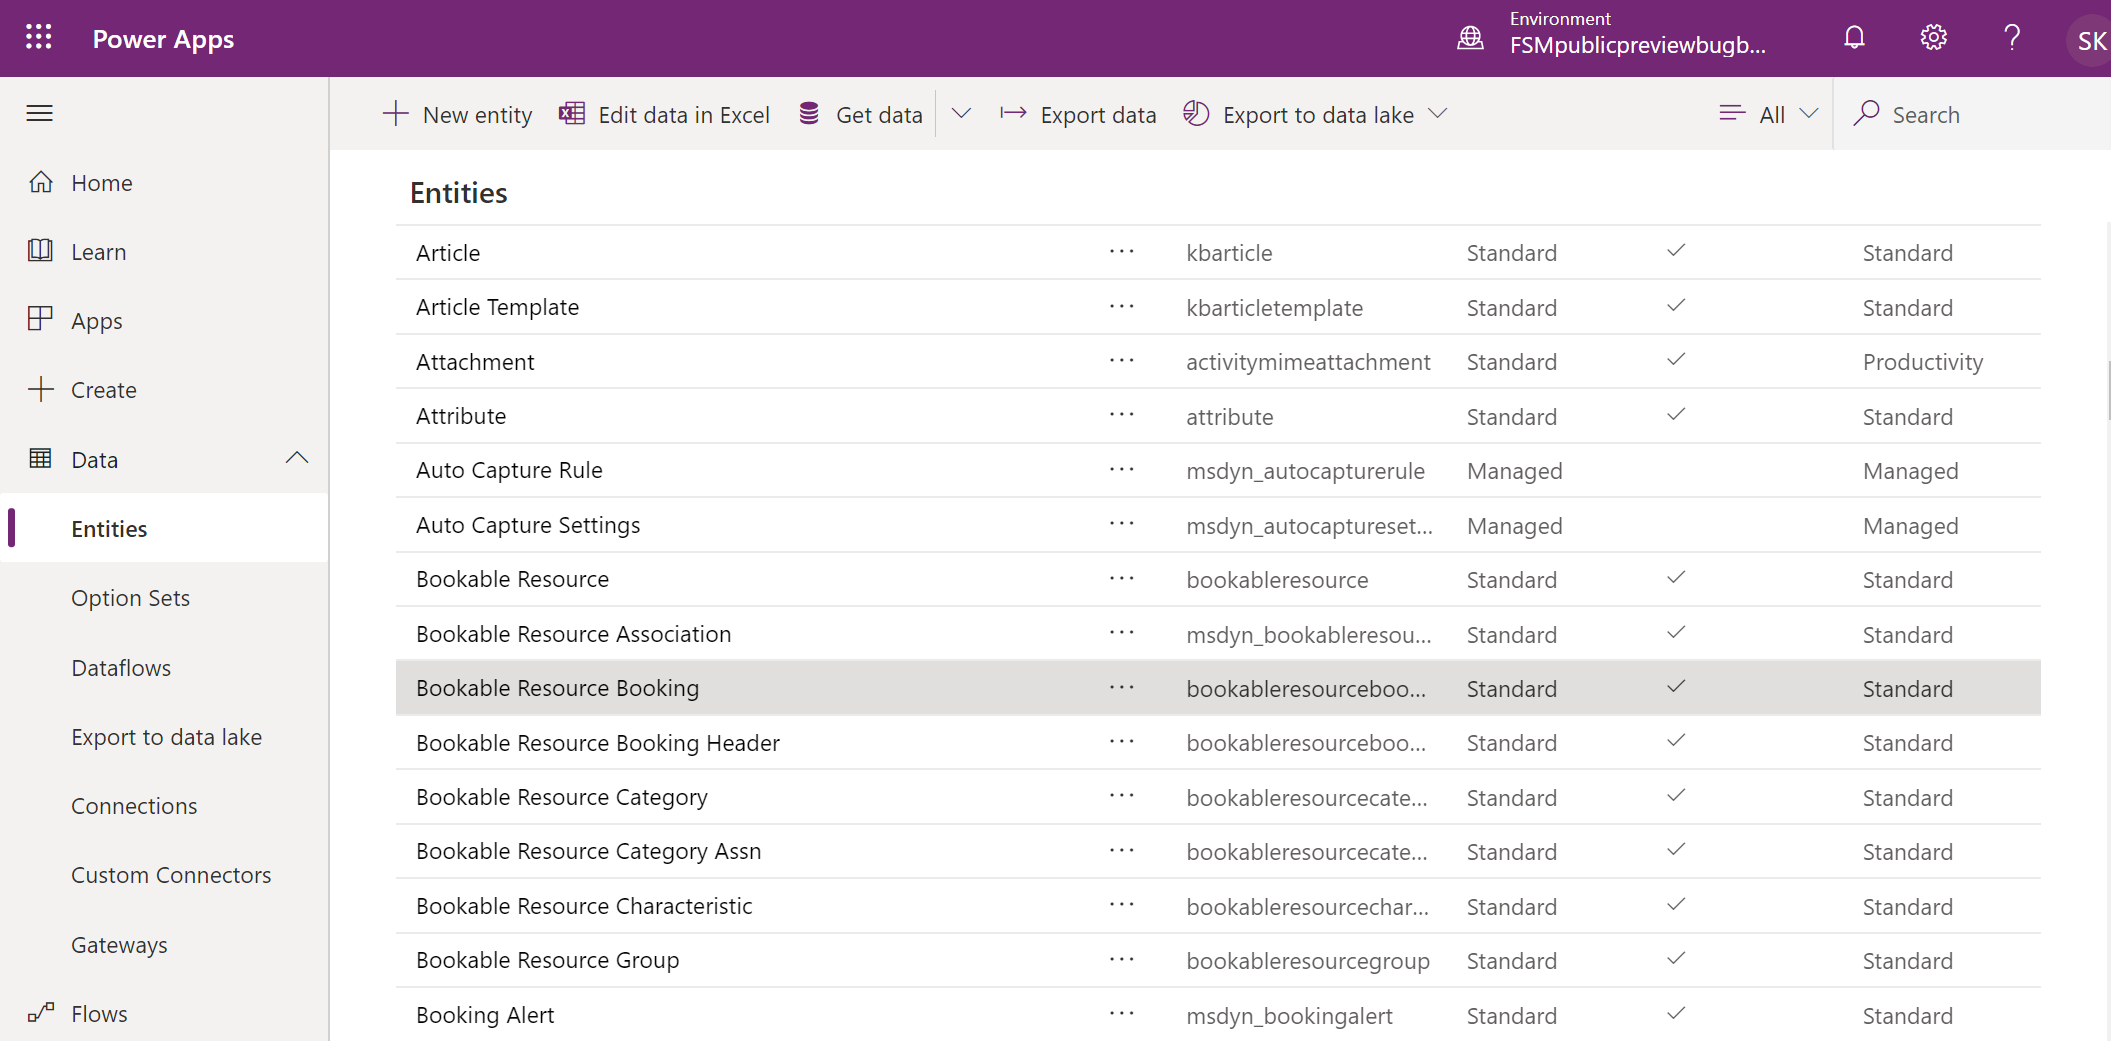 Power Apps
Environment
FSMpublicpreviewbugb...
SK
New entity
Edit data in Excel
Get data
Export data
Export to data lake
All
Search
Home
Learn
Apps
Create
Data
Entities
Option Sets
Dataflows
Export to data lake
Connections
Custom Connectors
Gateways
Flows
Entities
Article ··· kbarticle Standard Standard
Article Template ··· kbarticletemplate Standard Standard
Attachment ··· activitymimeattachment Standard Productivity
Attribute ··· attribute Standard Standard
Auto Capture Rule ··· msdyn_autocapturerule Managed Managed
Auto Capture Settings ··· msdyn_autocaptureset... Managed Managed
Bookable Resource ··· bookableresource Standard Standard
Bookable Resource Association ··· msdyn_bookableresou... Standard Standard
Bookable Resource Booking ··· bookableresourceboo... Standard Standard
Bookable Resource Booking Header ··· bookableresourceboo... Standard Standard
Bookable Resource Category ··· bookableresourcecate... Standard Standard
Bookable Resource Category Assn ··· bookableresourcecate... Standard Standard
Bookable Resource Characteristic ··· bookableresourcechar... Standard Standard
Bookable Resource Group ··· bookableresourcegroup Standard Standard
Booking Alert ··· msdyn_bookingalert Standard Standard